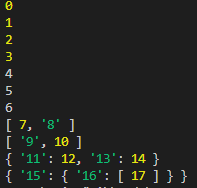 0
1
2
3
4
5
6
[ 7, '8' ]
[ '9', 10 ]
{ '11': 12, '13': 14 }
{ '15': { '16': [ 17 ] } }